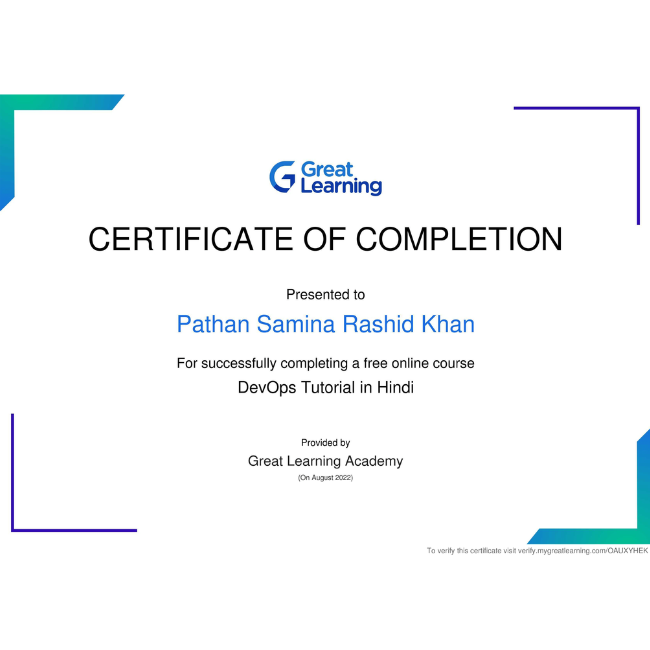 Great
Learning
CERTIFICATE OF COMPLETION
Presented to
Pathan Samina Rashid Khan
For successfully completing a free online course
DevOps Tutorial in Hindi
Provided by
Great Learning Academy
(On August 2022)
To verify this certificate visit verify.mygreatlearning.com/OAUXYHEK